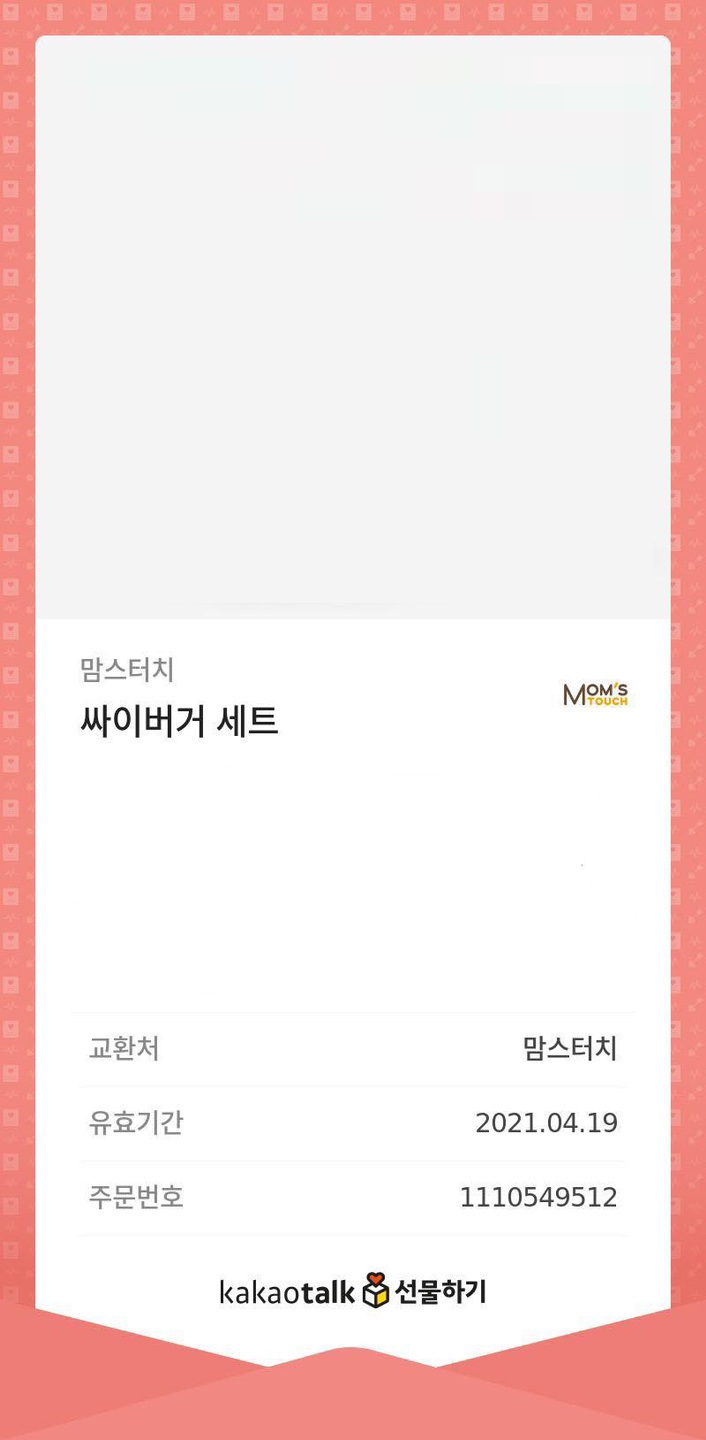 맘스터치
싸이버거 세트
MOM'S
TOUCH
교환처 맘스터치
유효기간 2021.04.19
주문번호 1110549512
kakaotalk 선물하기